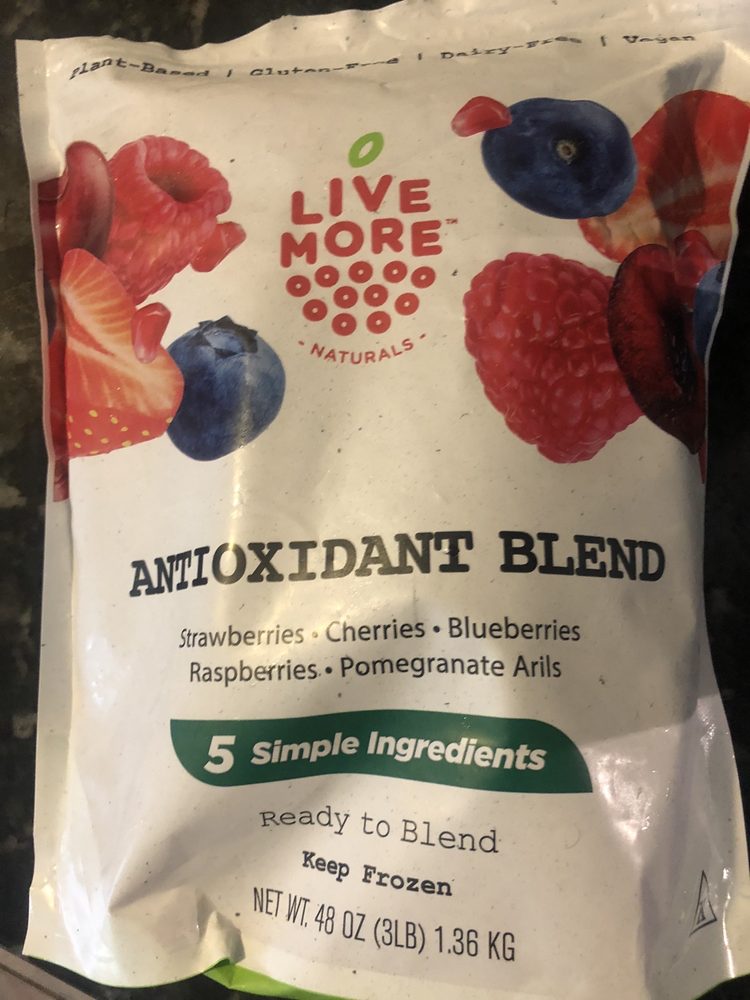 Plant-Based | Gluten-Free | Dairy-Free | Vegan
LIVE
MORE™
• NATURALS •
ANTIOXIDANT BLEND
Strawberries • Cherries • Blueberries
Raspberries • Pomegranate Arils
5 Simple Ingredients
Ready to Blend
Keep Frozen
NET WT. 48 OZ (3LB) 1.36 KG